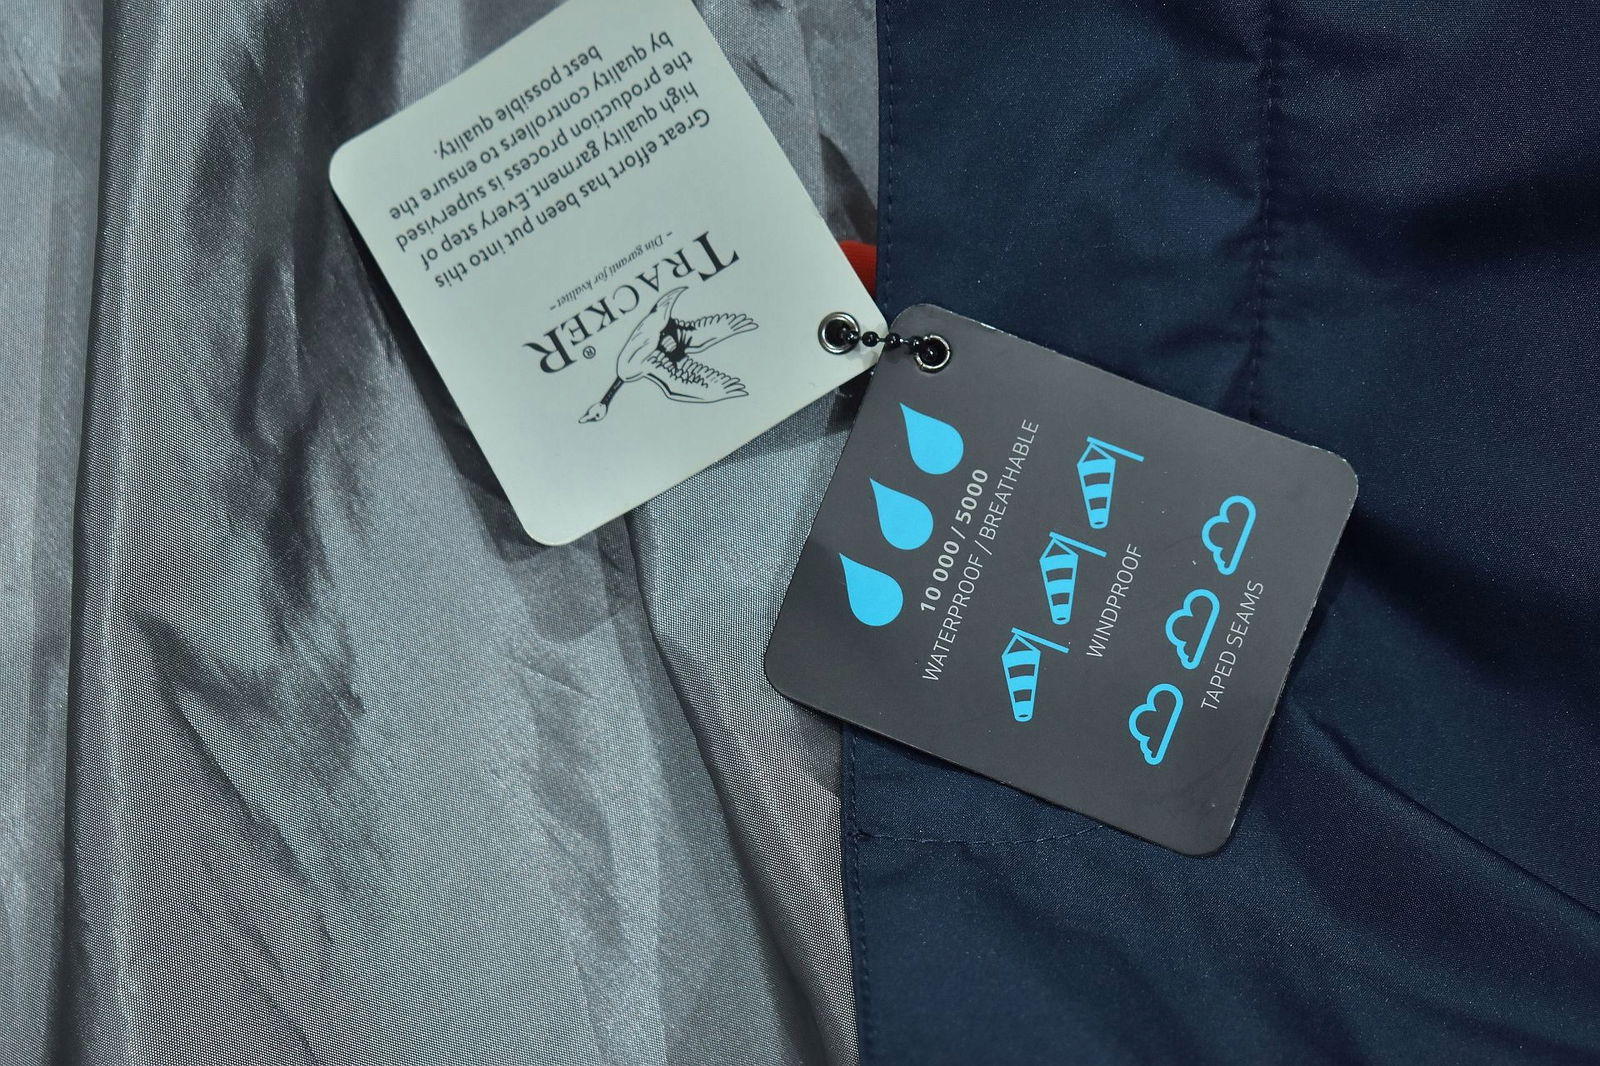 TRACKER®
- Din garanti for kvalitet -
Great effort has been put into this
high quality garment. Every step of
the production process is supervised
by quality controllers to ensure the
best possible quality.
10 000 / 5000
WATERPROOF / BREATHABLE
WINDPROOF
TAPED SEAMS